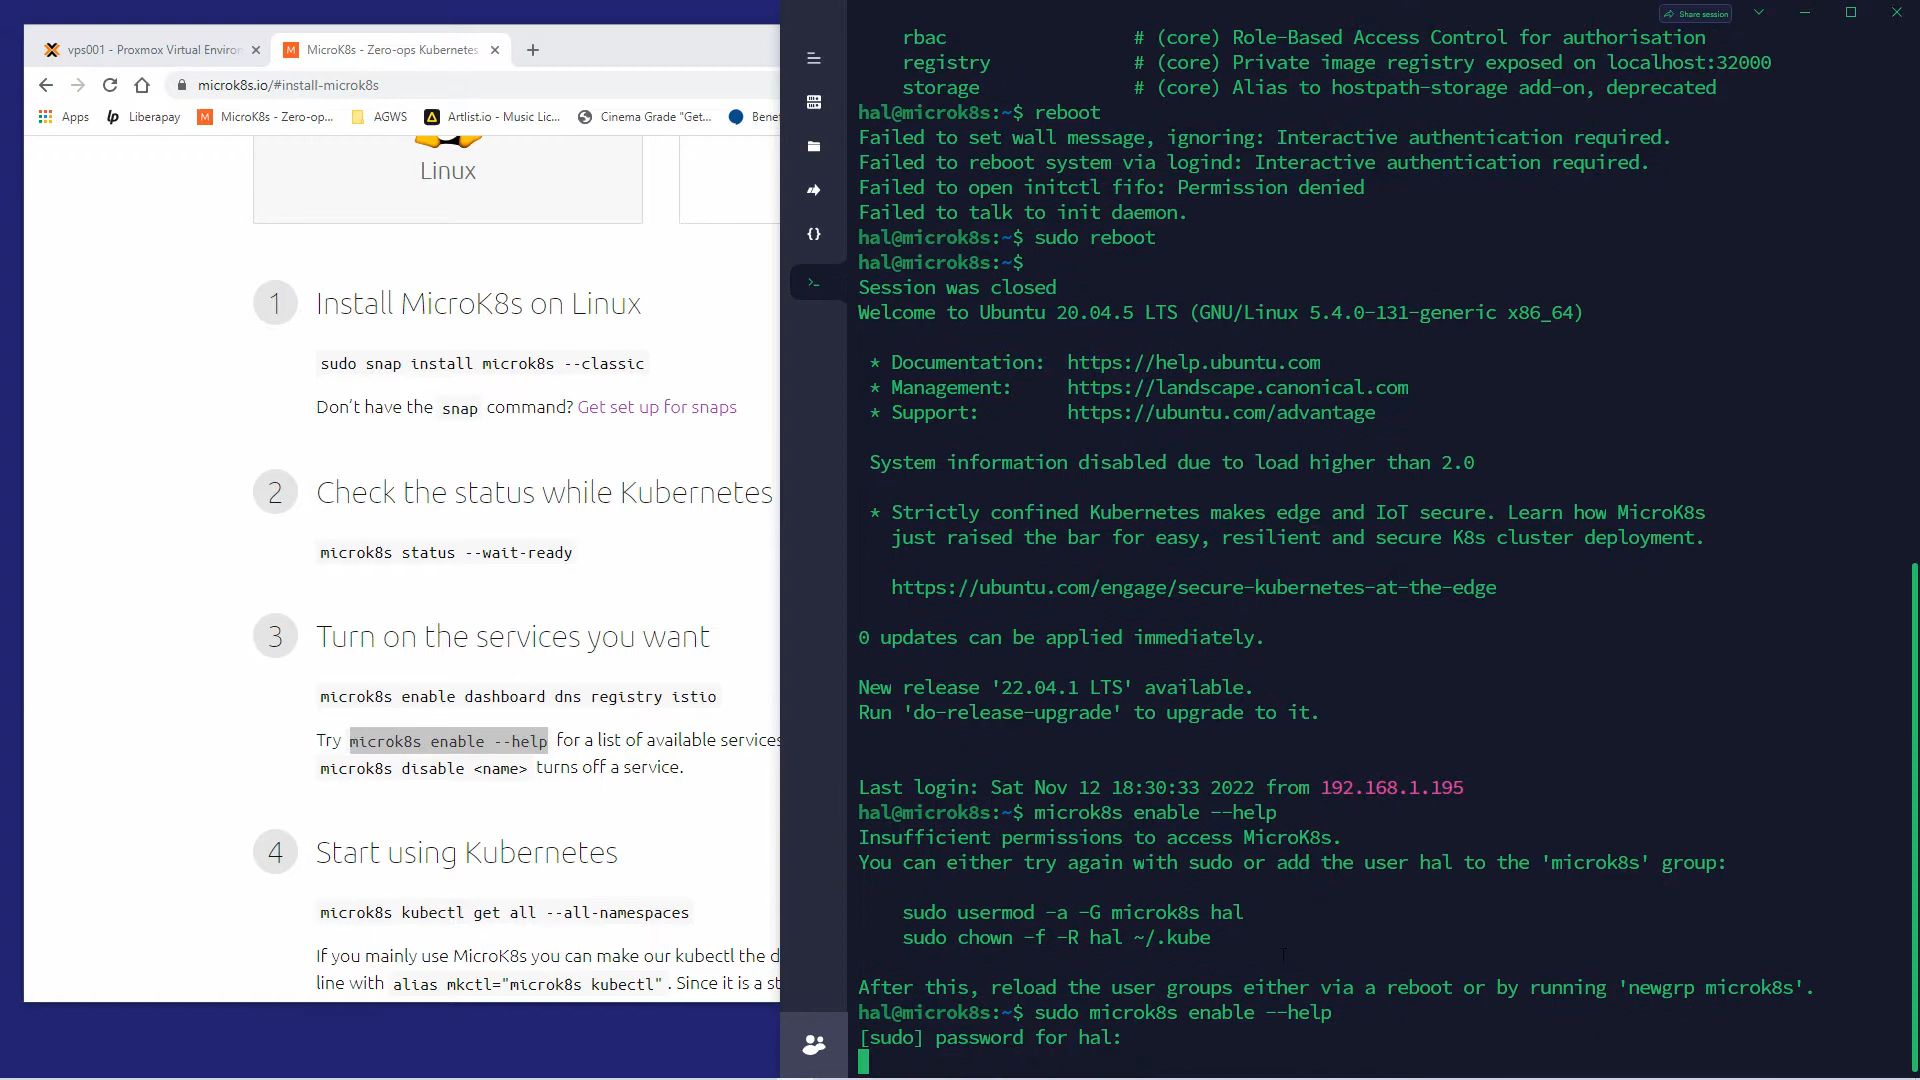 vps001 - Proxmox Virtual Environ
MicroK8s - Zero-ops Kubernetes
microk8s.io/#install-microk8s
Apps
Liberapay
MicroK8s - Zero-op...
AGWS
Artlist.io - Music Lic...
Cinema Grade "Get...
Bene
Linux
1
Install MicroK8s on Linux
sudo snap install microk8s --classic
Don't have the snap command? Get set up for snaps
2
Check the status while Kubernetes
microk8s status --wait-ready
3
Turn on the services you want
microk8s enable dashboard dns registry istio
Try microk8s enable --help for a list of available services
microk8s disable <name> turns off a service.
4
Start using Kubernetes
microk8s kubectl get all --all-namespaces
If you mainly use MicroK8s you can make our kubectl the d
line with alias mkctl="microk8s kubectl". Since it is a st
Share session
rbac # (core) Role-Based Access Control for authorisation
registry # (core) Private image registry exposed on localhost:32000
storage # (core) Alias to hostpath-storage add-on, deprecated
hal@microk8s:~$ reboot
Failed to set wall message, ignoring: Interactive authentication required.
Failed to reboot system via logind: Interactive authentication required.
Failed to open initctl fifo: Permission denied
Failed to talk to init daemon.
hal@microk8s:~$ sudo reboot
hal@microk8s:~$
Session was closed
Welcome to Ubuntu 20.04.5 LTS (GNU/Linux 5.4.0-131-generic x86_64)
* Documentation: https://help.ubuntu.com
* Management: https://landscape.canonical.com
* Support: https://ubuntu.com/advantage
System information disabled due to load higher than 2.0
* Strictly confined Kubernetes makes edge and IoT secure. Learn how MicroK8s
just raised the bar for easy, resilient and secure K8s cluster deployment.
https://ubuntu.com/engage/secure-kubernetes-at-the-edge
0 updates can be applied immediately.
New release '22.04.1 LTS' available.
Run 'do-release-upgrade' to upgrade to it.
Last login: Sat Nov 12 18:30:33 2022 from 192.168.1.195
hal@microk8s:~$ microk8s enable --help
Insufficient permissions to access MicroK8s.
You can either try again with sudo or add the user hal to the 'microk8s' group:
sudo usermod -a -G microk8s hal
sudo chown -f -R hal ~/.kube
After this, reload the user groups either via a reboot or by running 'newgrp microk8s'.
hal@microk8s:~$ sudo microk8s enable --help
[sudo] password for hal: